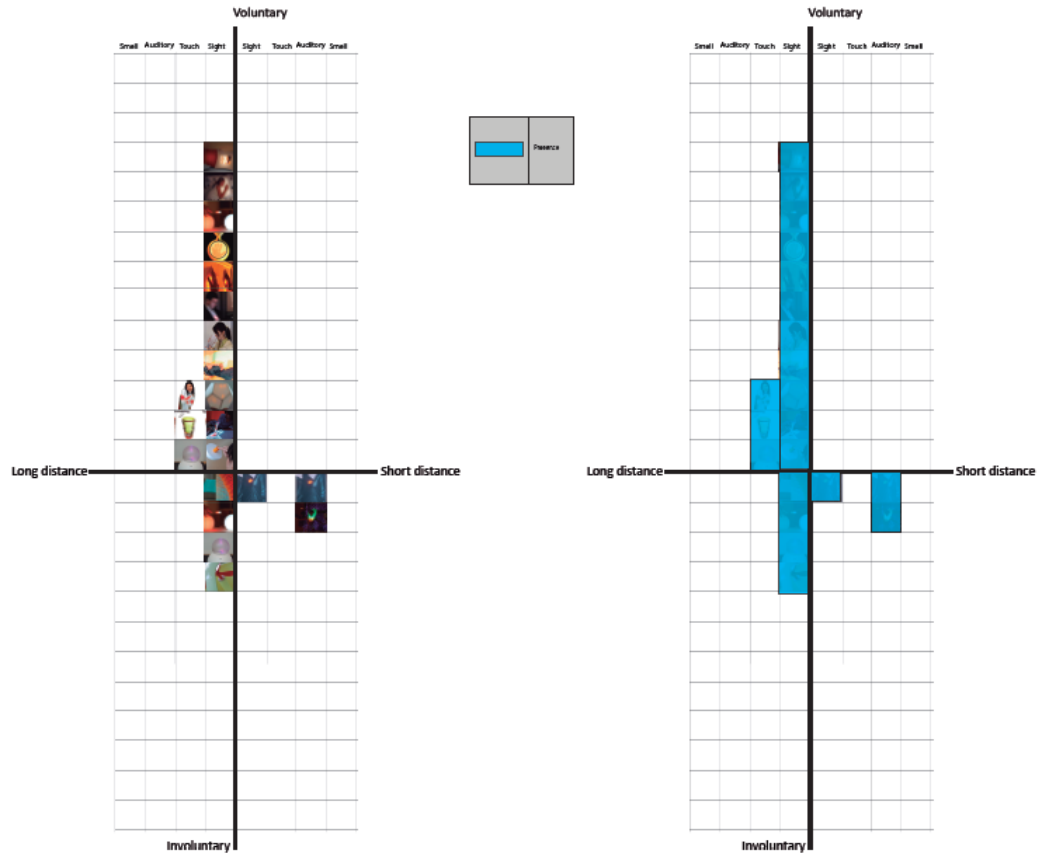 Voluntary
Smell Auditory Touch Sight Sight Touch Auditory Smell
Long distance
Short distance
Involuntary
Presence
Voluntary
Smell Auditory Touch Sight Sight Touch Auditory Smell
Long distance
Short distance
Involuntary